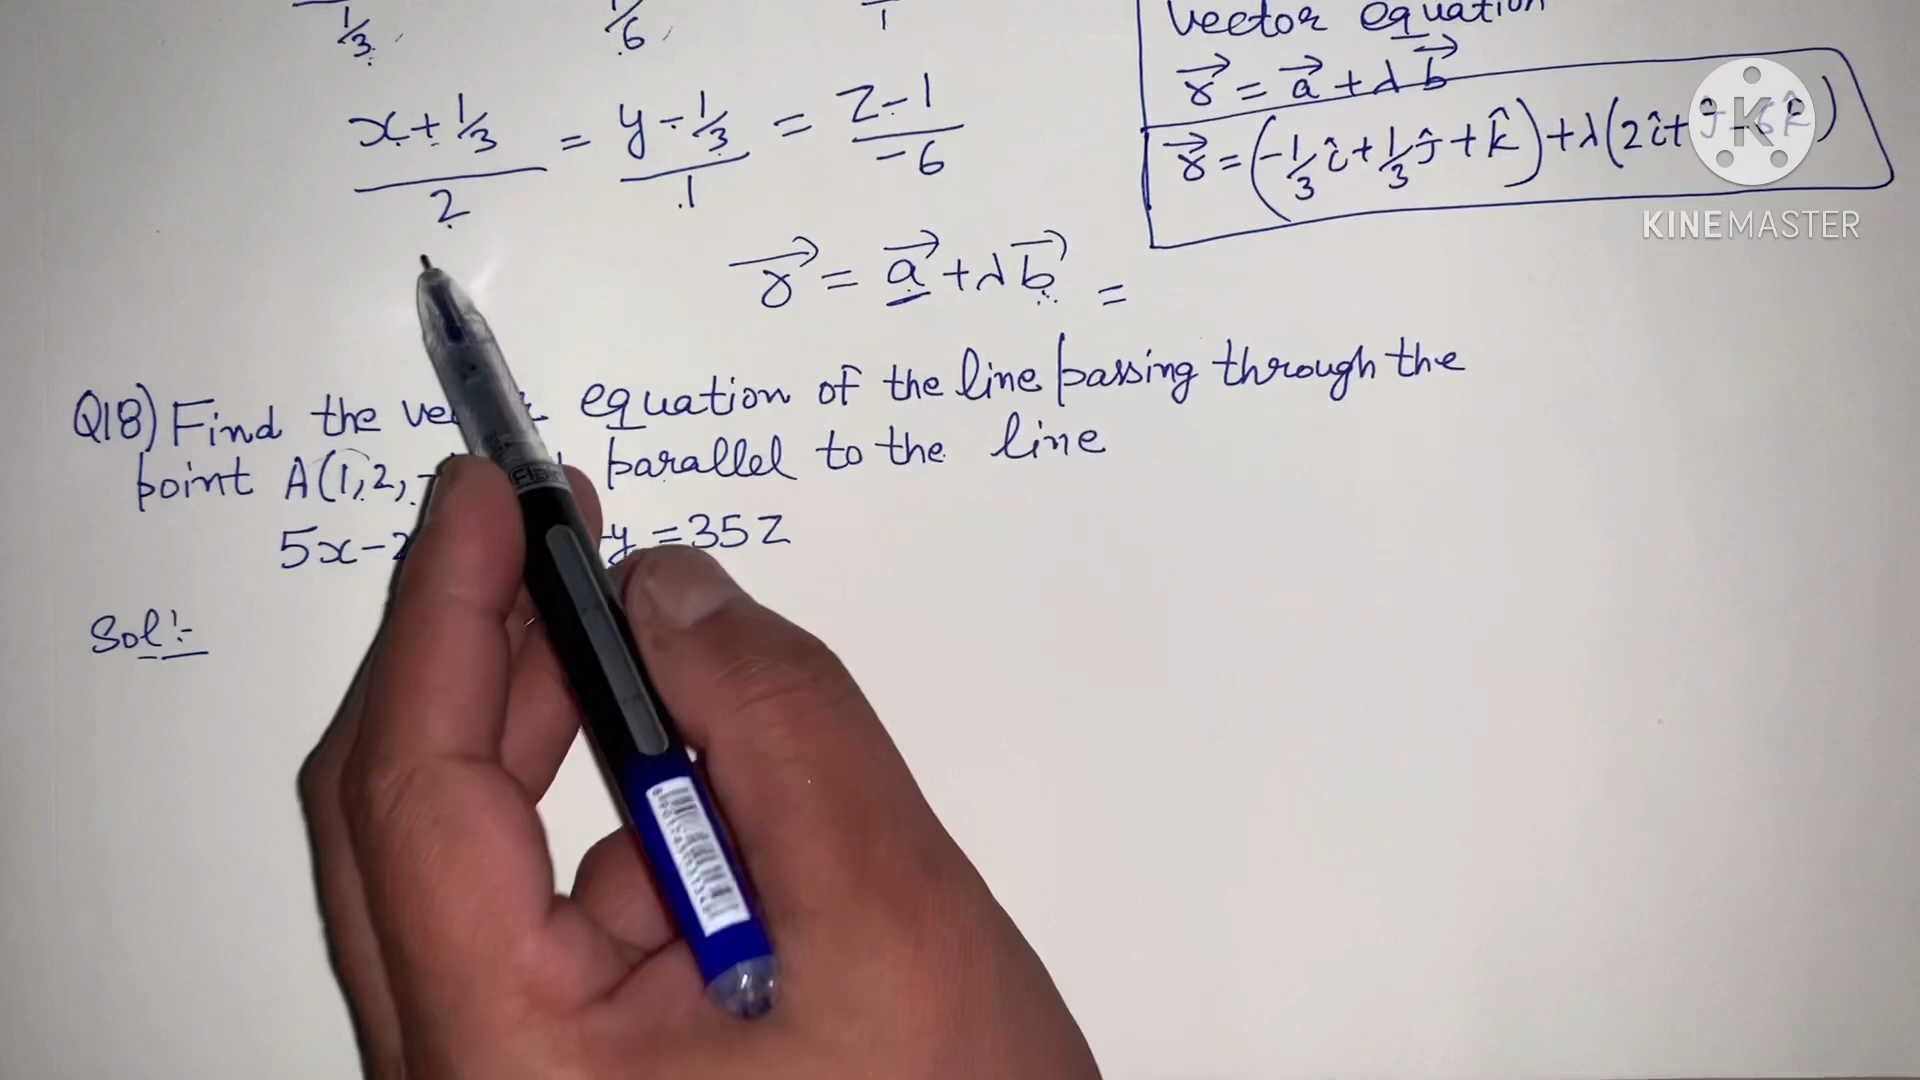 1/3 1/6 1
vector equation
r⃗ = a⃗ + λ b⃗
x + 1/3 / 2 = y - 1/3 / 1 = z - 1 / -6
r⃗ = (-1/3 î + 1/3 ĵ + k̂) + λ(2î + ĵ - 6k̂)
KINEMASTER
r⃗ = a⃗ + λ b⃗ =
Q18) Find the equation of the line passing through the
point A(1, 2, parallel to the line
5x - 2 y = 35z
Sol:-